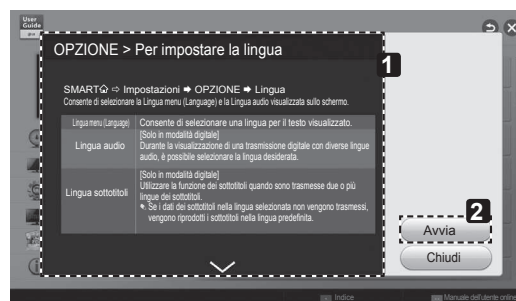 User
Guide
OPZIONE > Per impostare la lingua
1
SMART ⇨ Impostazioni ➡ OPZIONE ➡ Lingua
Consente di selezionare la Lingua menu (Language) e la Lingua audio visualizzata sullo schermo.
Lingua menu (Language) Consente di selezionare una lingua per il testo visualizzato.
Lingua audio
[Solo in modalità digitale]
Durante la visualizzazione di una trasmissione digitale con diverse lingue
audio, è possibile selezionare la lingua desiderata.
Lingua sottotitoli
[Solo in modalità digitale]
Utilizzare la funzione dei sottotitoli quando sono trasmesse due o più
lingue dei sottotitoli.
Se i dati dei sottotitoli nella lingua selezionata non vengono trasmessi,
vengono riprodotti i sottotitoli nella lingua predefinita.
2
Avvia
Chiudi
Indice
Manuale dell'utente online